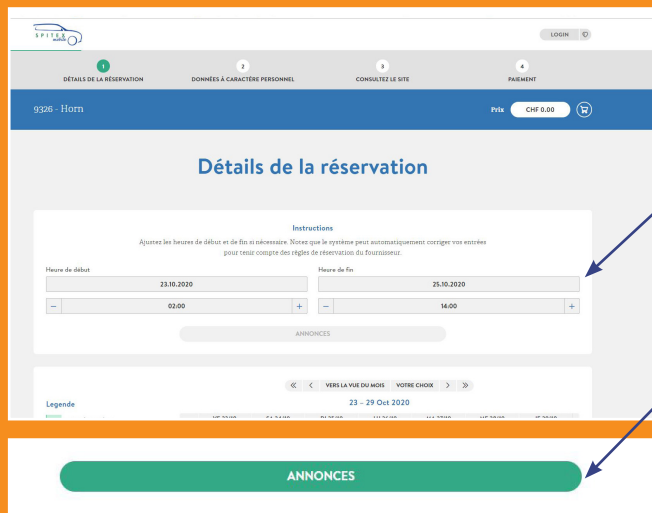 SPITEX
mobile
LOGIN
1
2
3
4
DÉTAILS DE LA RÉSERVATION
DONNÉES À CARACTÈRE PERSONNEL
CONSULTEZ LE SITE
PAIEMENT
9326 - Horn
Prix
CHF 0.00
Détails de la réservation
Instructions
Ajustez les heures de début et de fin si nécessaire. Notez que le système peut automatiquement corriger vos entrées
pour tenir compte des règles de réservation du fournisseur.
Heure de début
Heure de fin
23.10.2020
25.10.2020
− 02:00 +
− 14:00 +
ANNONCES
« < VERS LA VUE DU MOIS VOTRE CHOIX > »
Legende
23 - 29 Oct 2020
ANNONCES